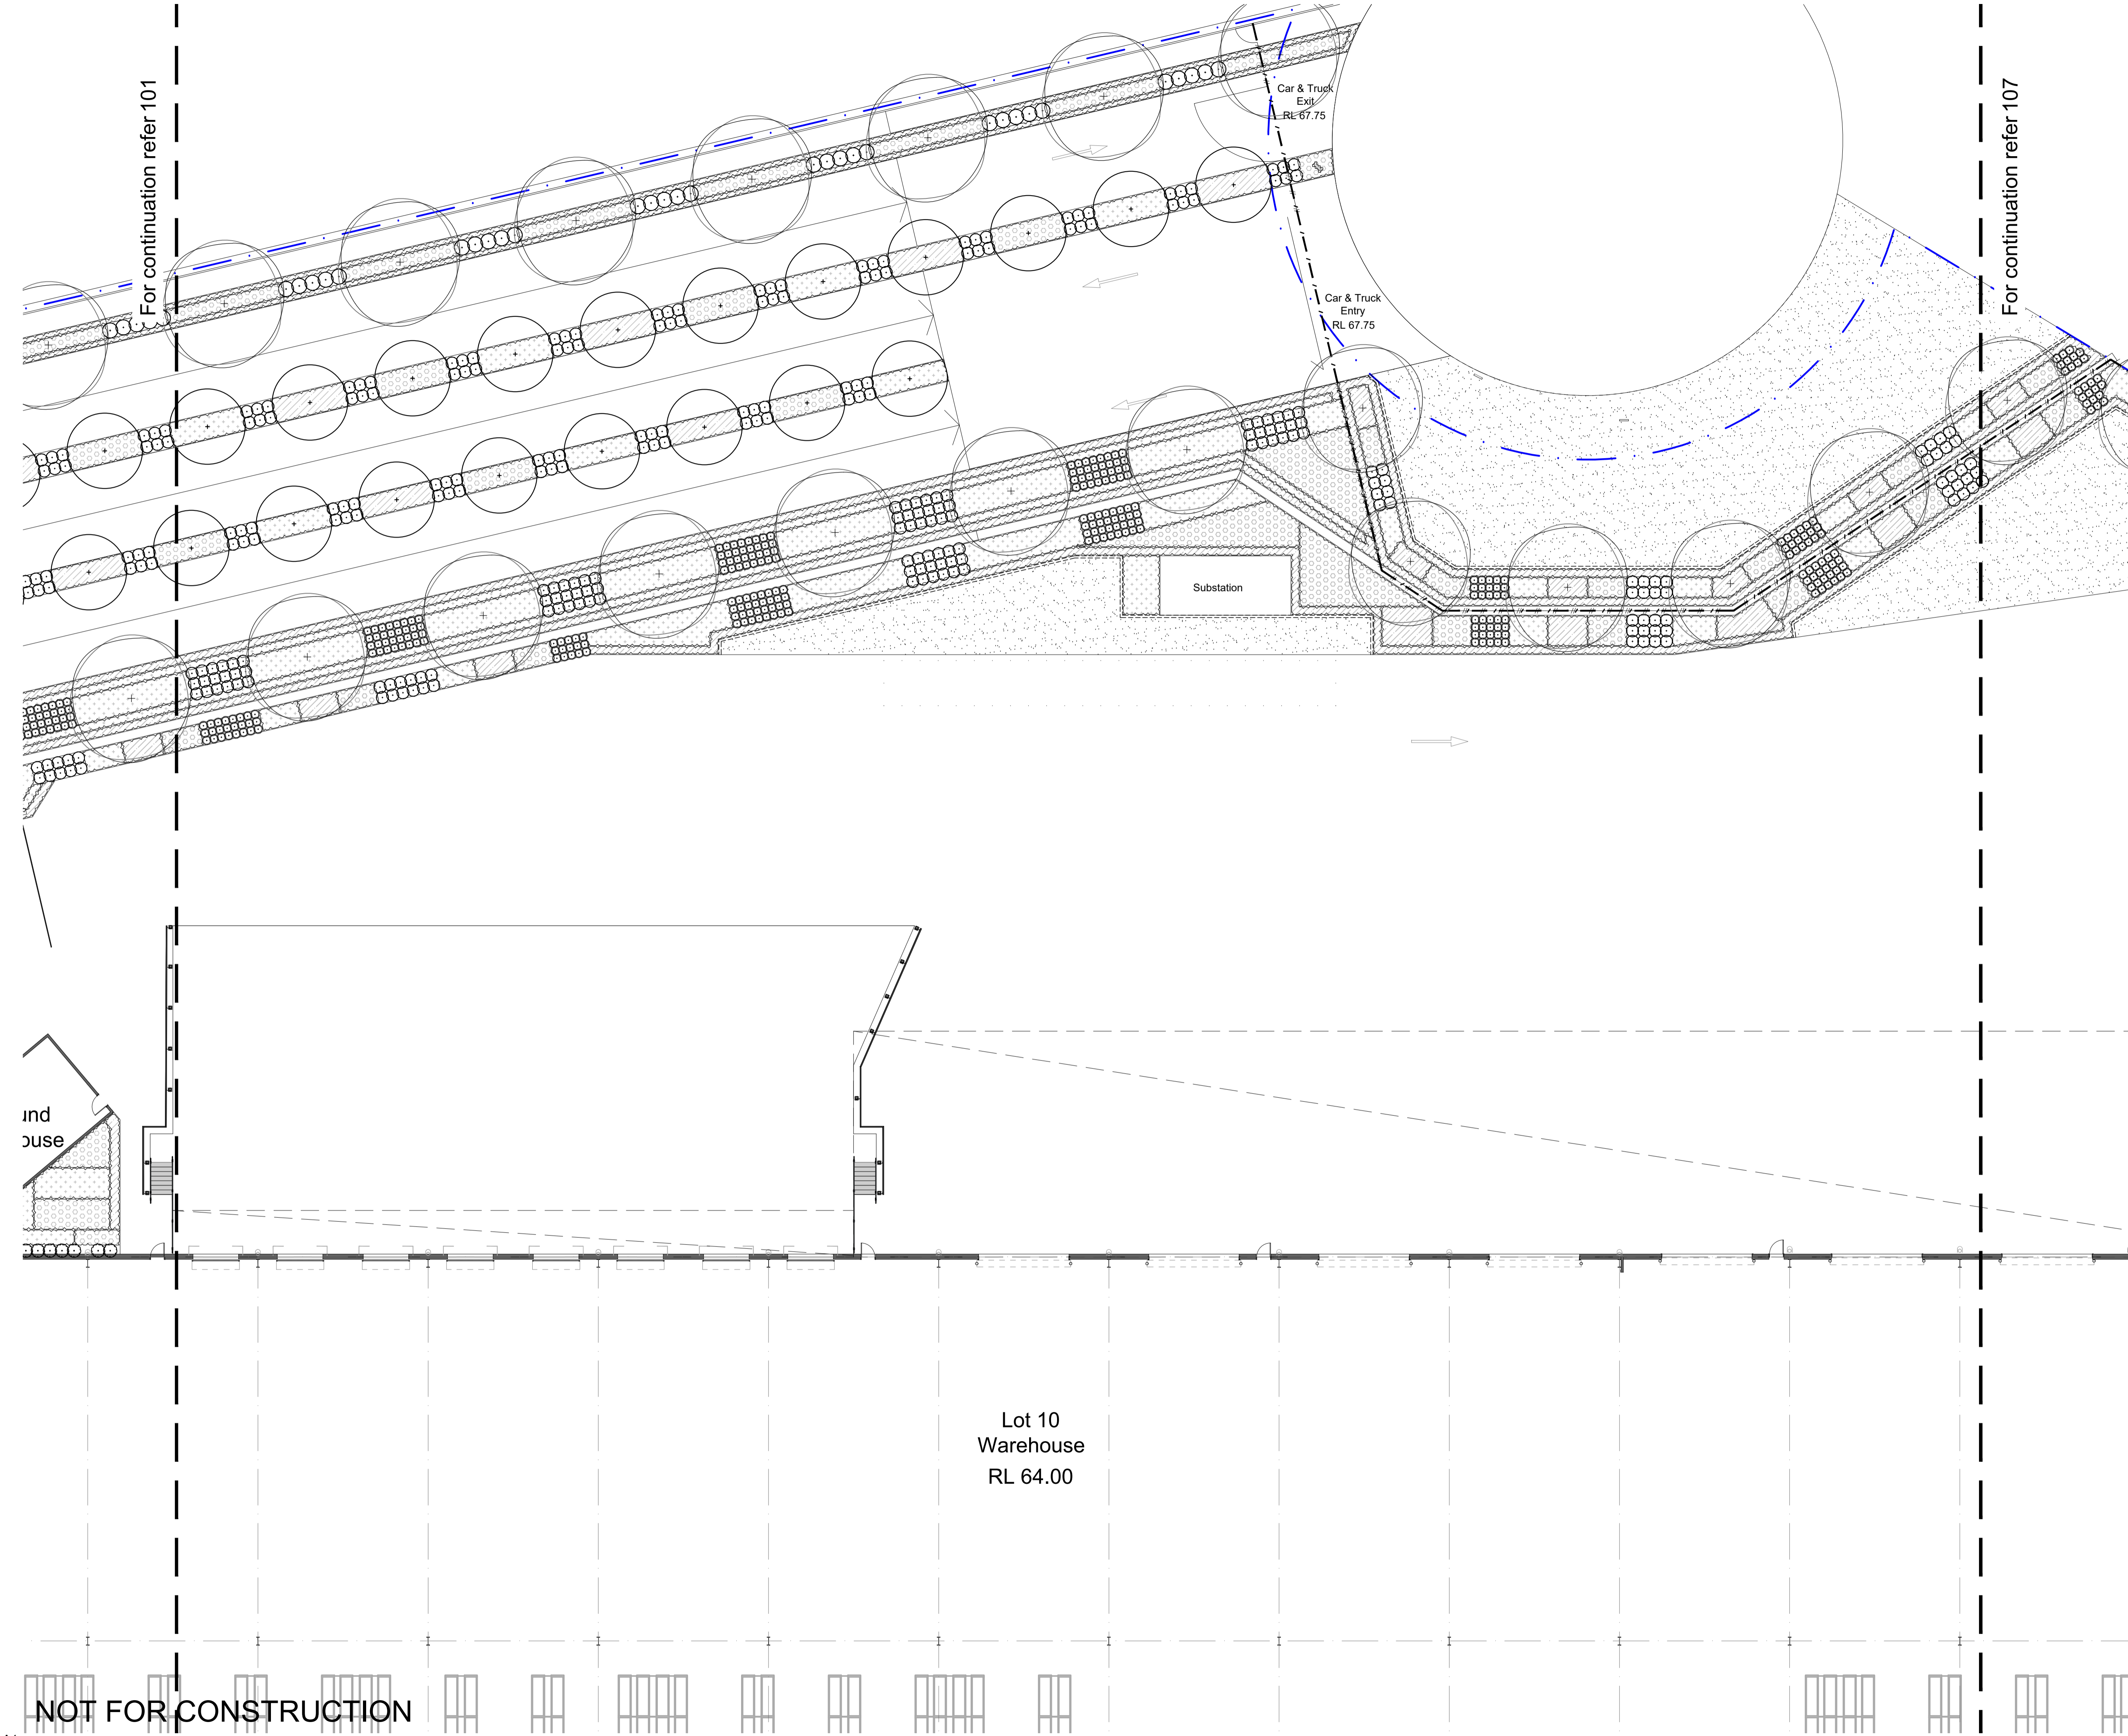 For continuation refer 101
For continuation refer 107
Car & Truck
Exit
RL 67.75
Car & Truck
Entry
RL 67.75
Substation
und
ouse
Lot 10
Warehouse
RL 64.00
NOT FOR CONSTRUCTION